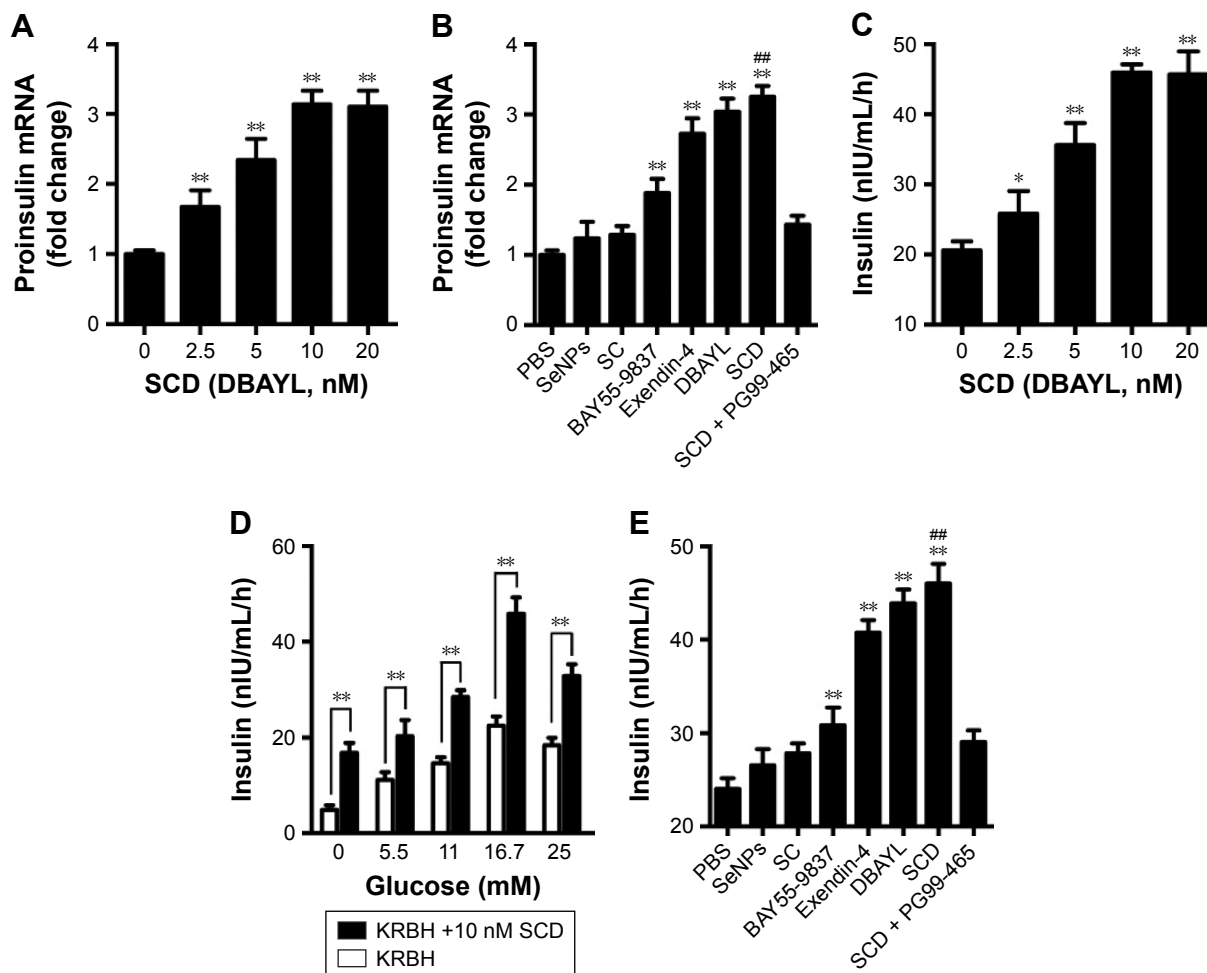 A
Proinsulin mRNA
(fold change)
4
3
2
1
0
**
**
**
**
0 2.5 5 10 20
SCD (DBAYL, nM)
B
Proinsulin mRNA
(fold change)
4
3
2
1
0
**
**
**
##
**
PBS
SeNPs
SC
BAY55-9837
Exendin-4
DBAYL
SCD
SCD + PG99-465
C
Insulin (nIU/mL/h)
50
40
30
20
10
*
**
**
**
0 2.5 5 10 20
SCD (DBAYL, nM)
D
Insulin (nIU/mL/h)
60
40
20
0
**
**
**
**
**
0 5.5 11 16.7 25
Glucose (mM)
KRBH +10 nM SCD
KRBH
E
Insulin (nIU/mL/h)
50
40
30
20
**
**
**
##
**
PBS
SeNPs
SC
BAY55-9837
Exendin-4
DBAYL
SCD
SCD + PG99-465